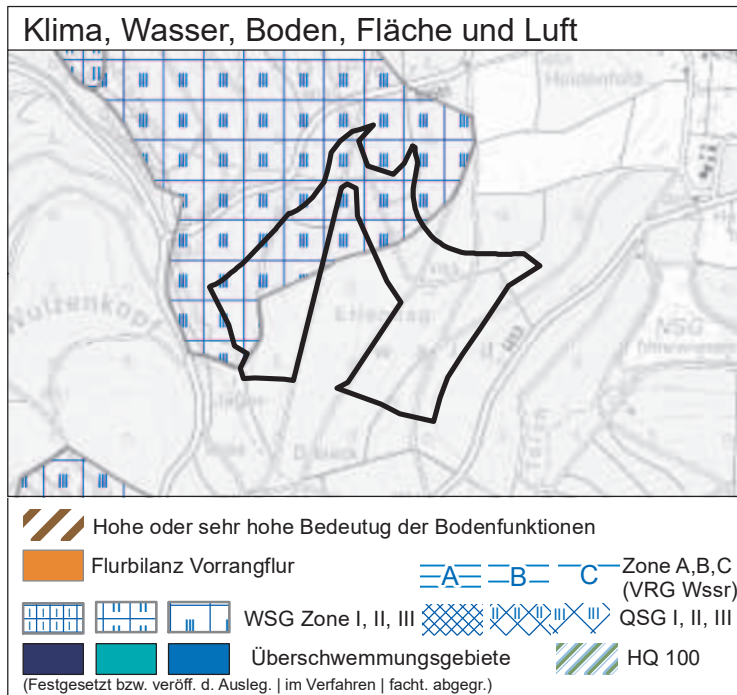 Klima, Wasser, Boden, Fläche und Luft
Wutzenkopf
NSG
Hohe oder sehr hohe Bedeutug der Bodenfunktionen
Flurbilanz Vorrangflur
A B C Zone A,B,C
(VRG Wssr)
WSG Zone I, II, III
QSG I, II, III
Überschwemmungsgebiete
HQ 100
(Festgesetzt bzw. veröff. d. Ausleg. | im Verfahren | facht. abgegr.)